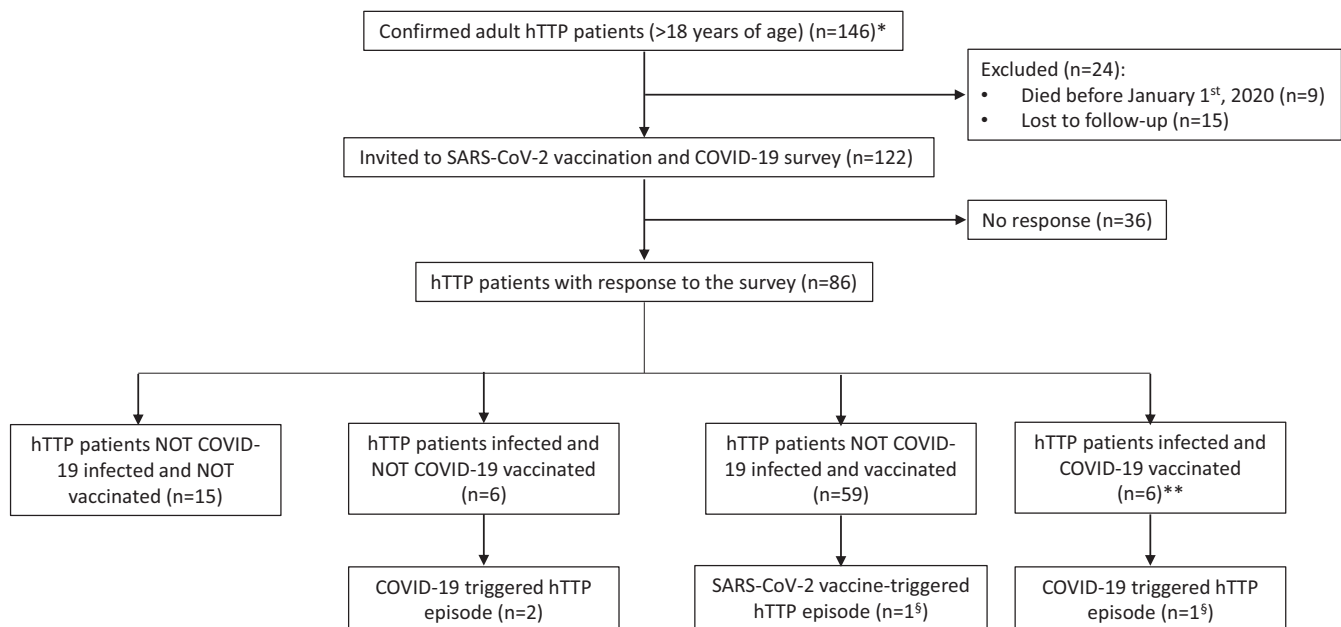 Confirmed adult hTTP patients (>18 years of age) (n=146)*
Excluded (n=24):
• Died before January 1st, 2020 (n=9)
• Lost to follow-up (n=15)
Invited to SARS-CoV-2 vaccination and COVID-19 survey (n=122)
No response (n=36)
hTTP patients with response to the survey (n=86)
hTTP patients NOT COVID-
19 infected and NOT
vaccinated (n=15)
hTTP patients infected and
NOT COVID-19 vaccinated
(n=6)
hTTP patients NOT COVID-
19 infected and vaccinated
(n=59)
hTTP patients infected and
COVID-19 vaccinated
(n=6)**
COVID-19 triggered hTTP
episode (n=2)
SARS-CoV-2 vaccine-triggered
hTTP episode (n=1§)
COVID-19 triggered hTTP
episode (n=1§)